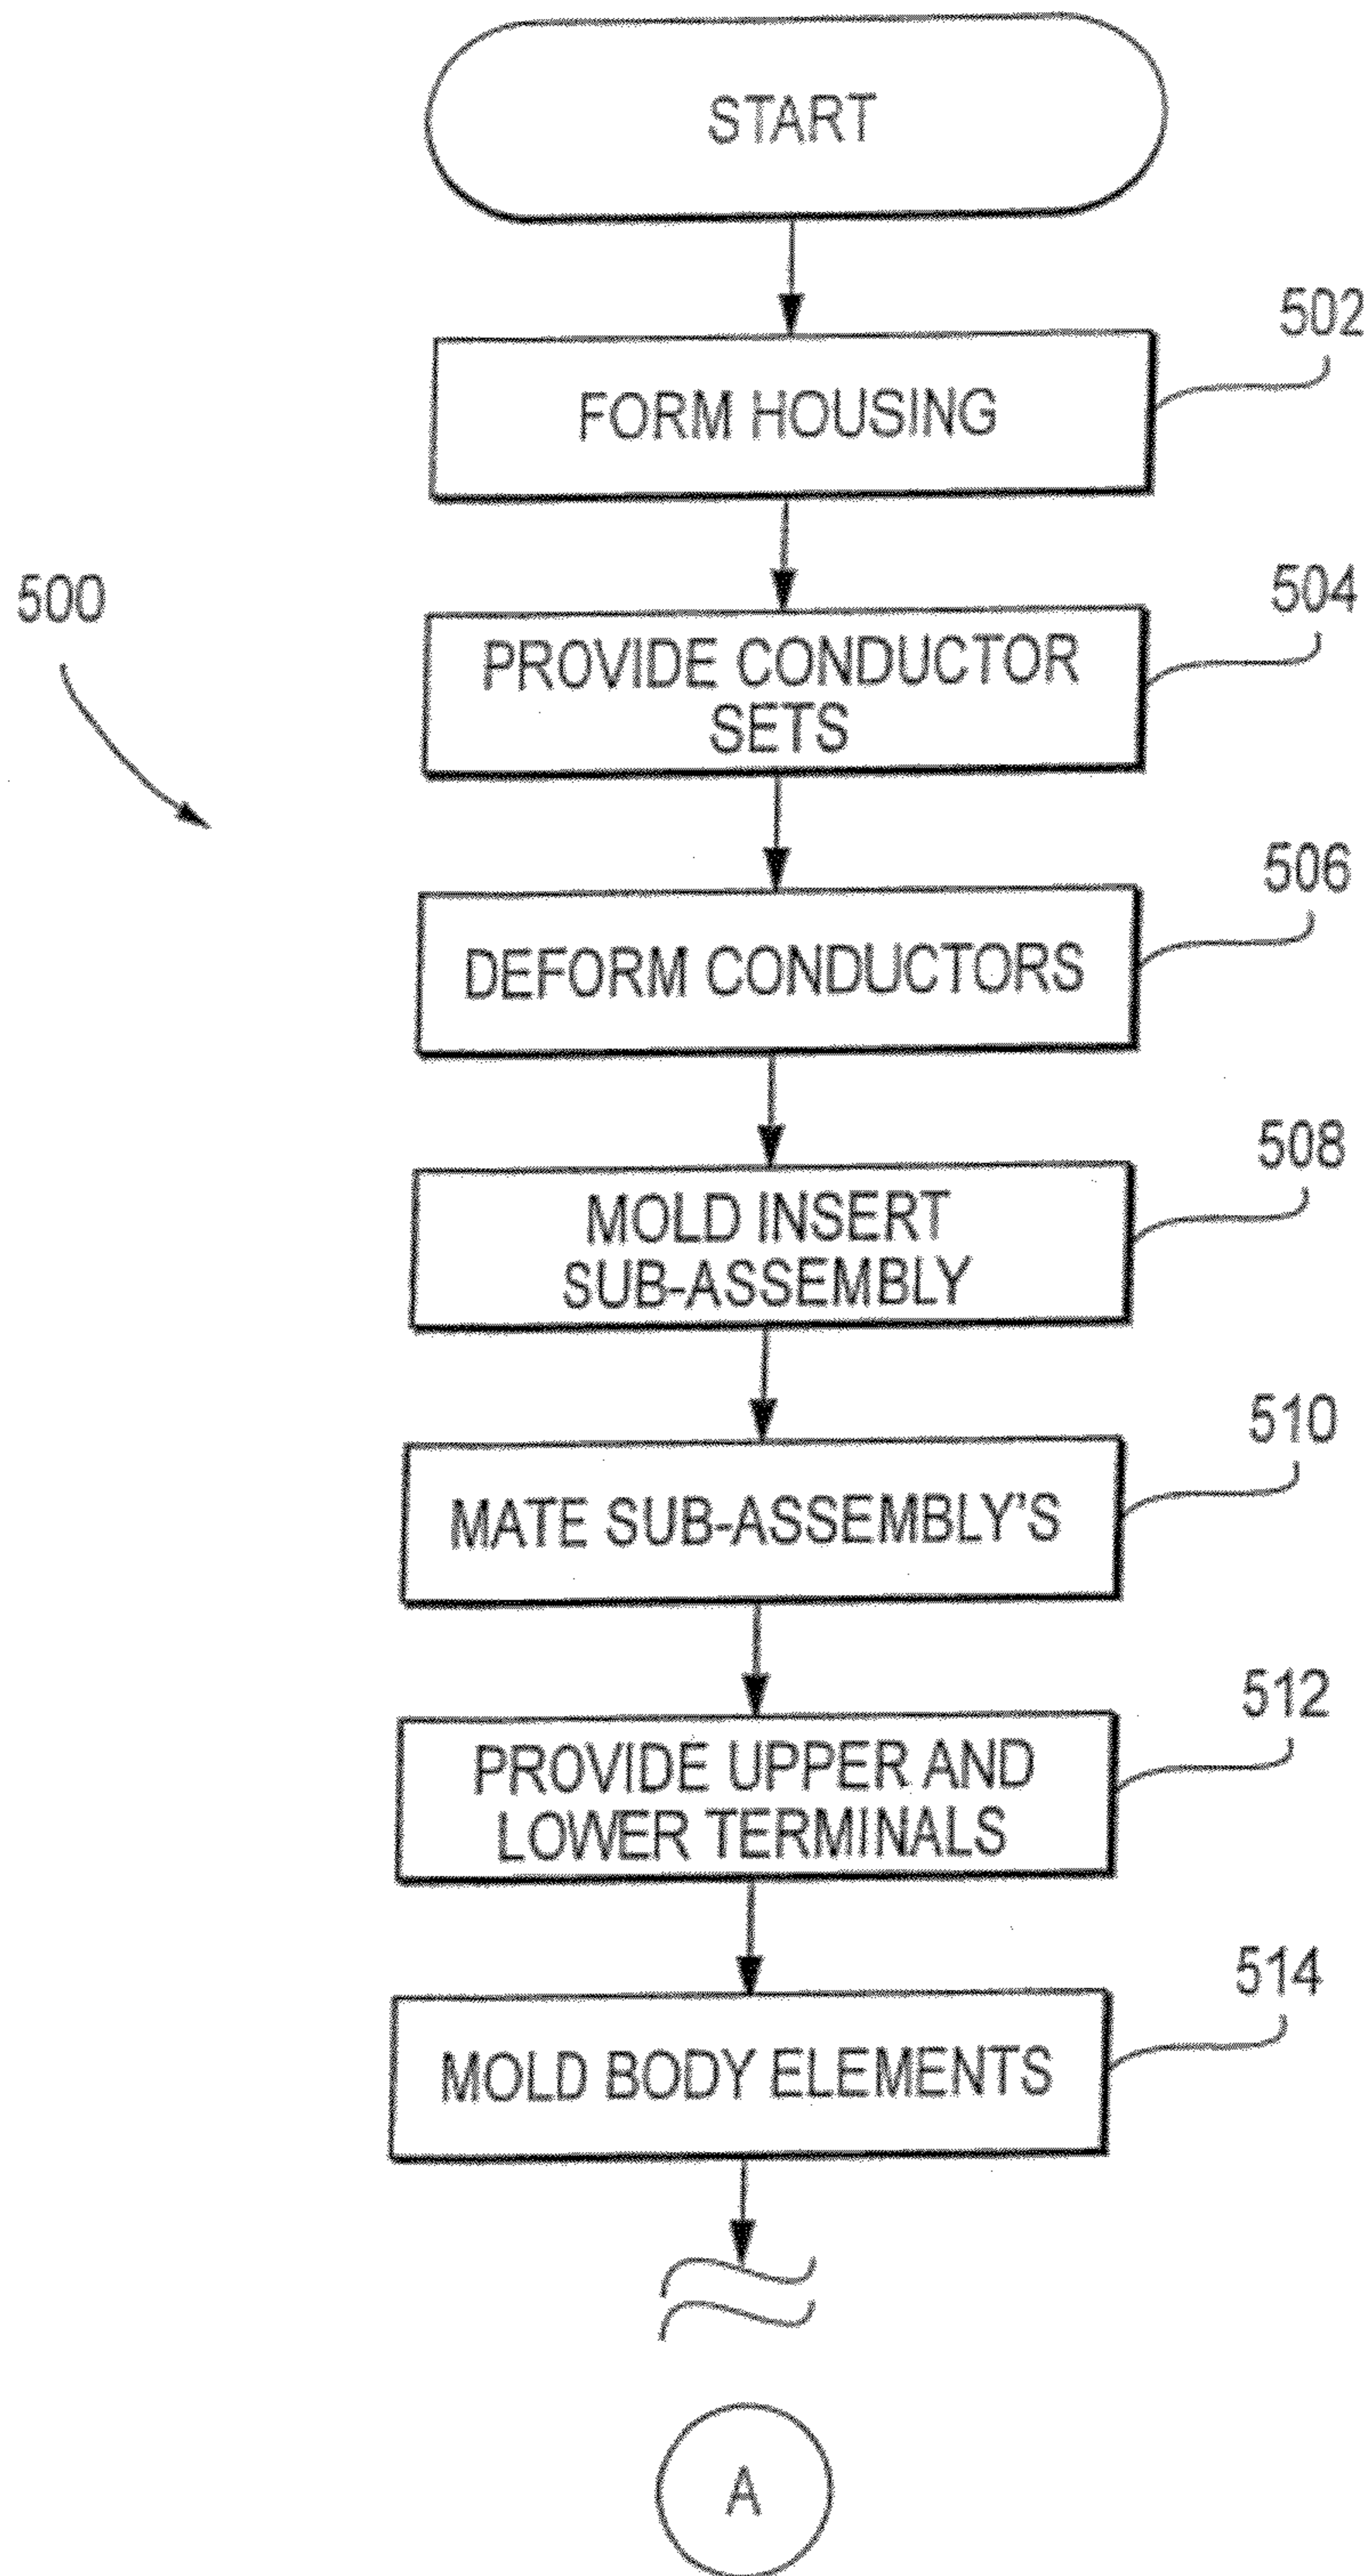 START
502
FORM HOUSING
500
504
PROVIDE CONDUCTOR
SETS
506
DEFORM CONDUCTORS
508
MOLD INSERT
SUB-ASSEMBLY
510
MATE SUB-ASSEMBLY'S
512
PROVIDE UPPER AND
LOWER TERMINALS
514
MOLD BODY ELEMENTS
A